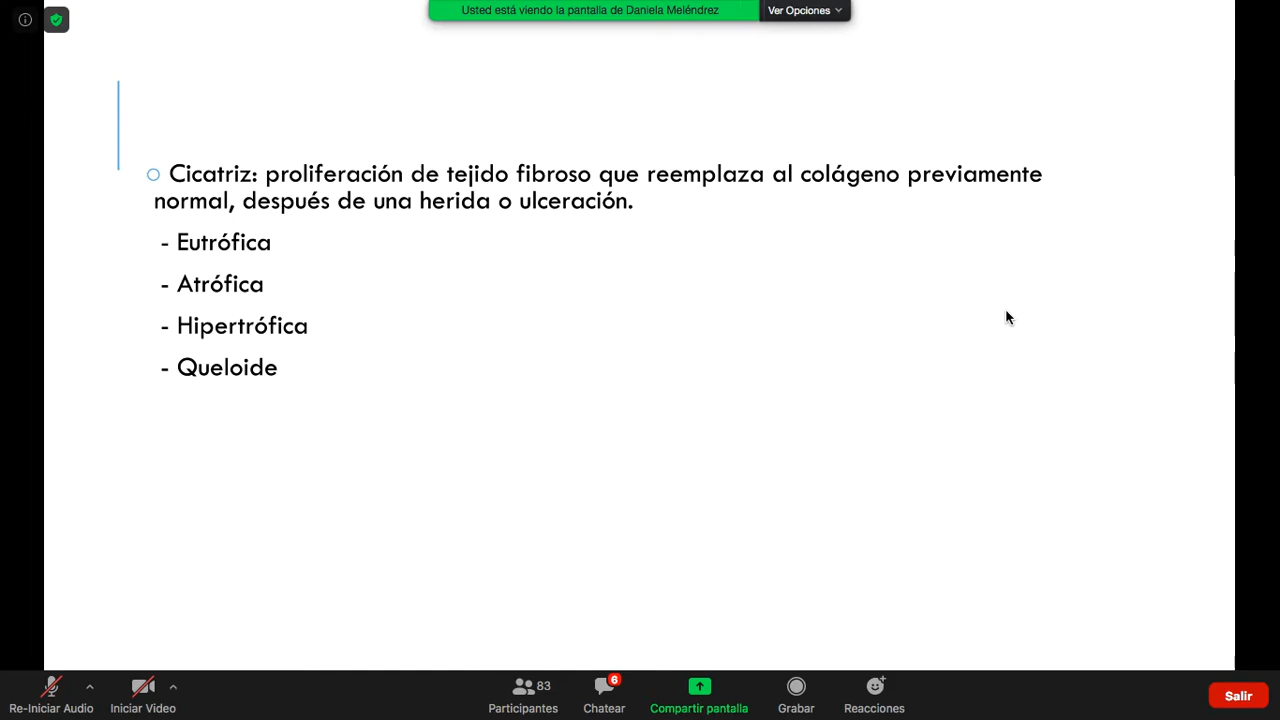 Usted está viendo la pantalla de Daniela Meléndrez
Ver Opciones
Cicatriz: proliferación de tejido fibroso que reemplaza al colágeno previamente
normal, después de una herida o ulceración.
- Eutrófica
- Atrófica
- Hipertrófica
- Queloide
83
6
Re-Iniciar Audio
Iniciar Video
Participantes
Chatear
Compartir pantalla
Grabar
Reacciones
Salir